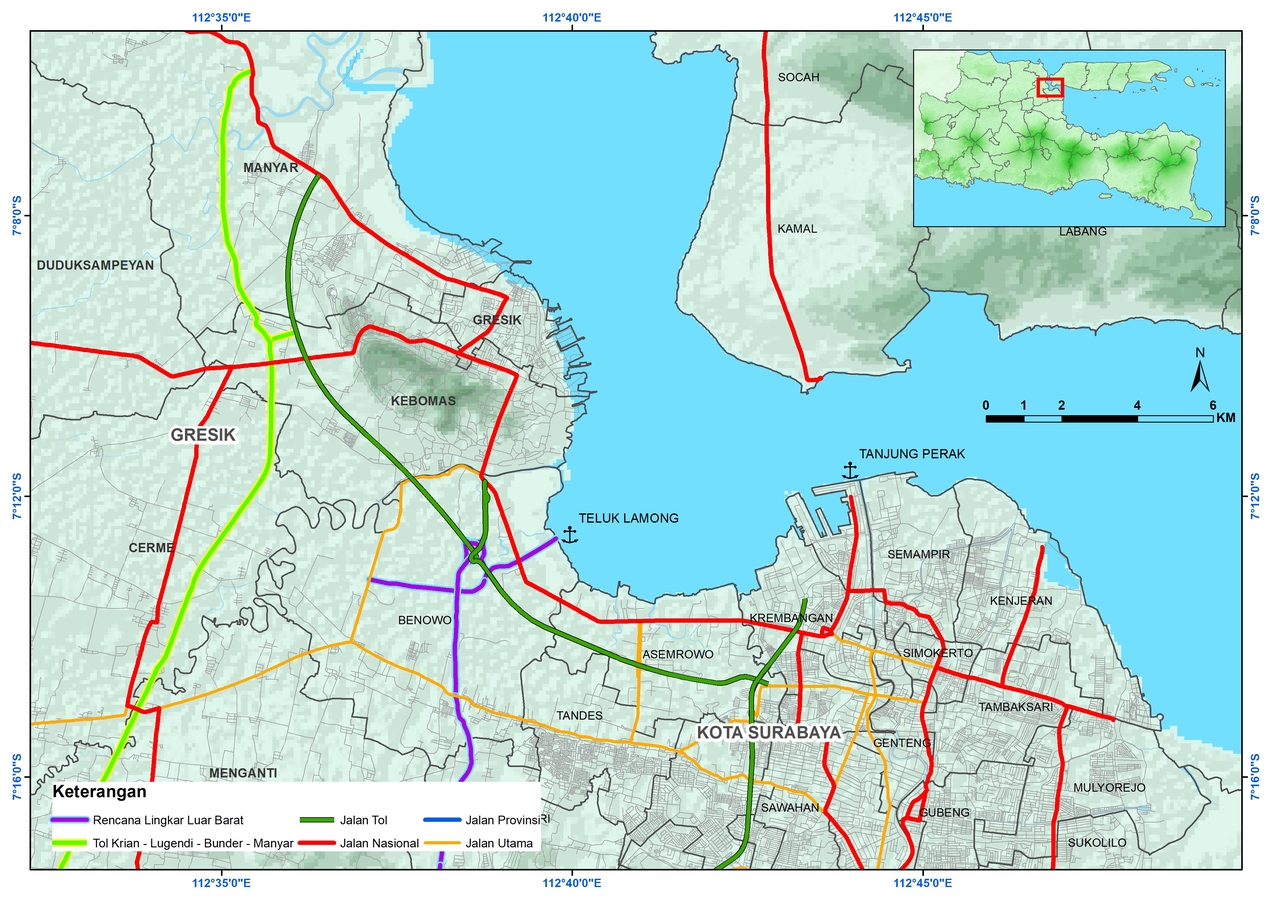 112°35'0"E
112°40'0"E
112°45'0"E
SOCAH
MANYAR
7°8'0"S
7°8'0"S
KAMAL
LABANG
DUDUKSAMPEYAN
GRESIK
N
KEBOMAS
0 1 2 4 6
KM
GRESIK
TANJUNG PERAK
7°12'0"S
7°12'0"S
TELUK LAMONG
CERME
SEMAMPIR
KENJERAN
BENOWO
KREMBANGAN
ASEMROWO
SIMOKERTO
TAMBAKSARI
TANDES
KOTA SURABAYA
GENTENG
MENGANTI
7°16'0"S
7°16'0"S
MULYOREJO
Keterangan
SAWAHAN
GUBENG
Rencana Lingkar Luar Barat
Jalan Tol
Jalan Provinsi
RI
Tol Krian - Lugendi - Bunder - Manyar
Jalan Nasional
Jalan Utama
SUKOLILO
112°35'0"E
112°40'0"E
112°45'0"E